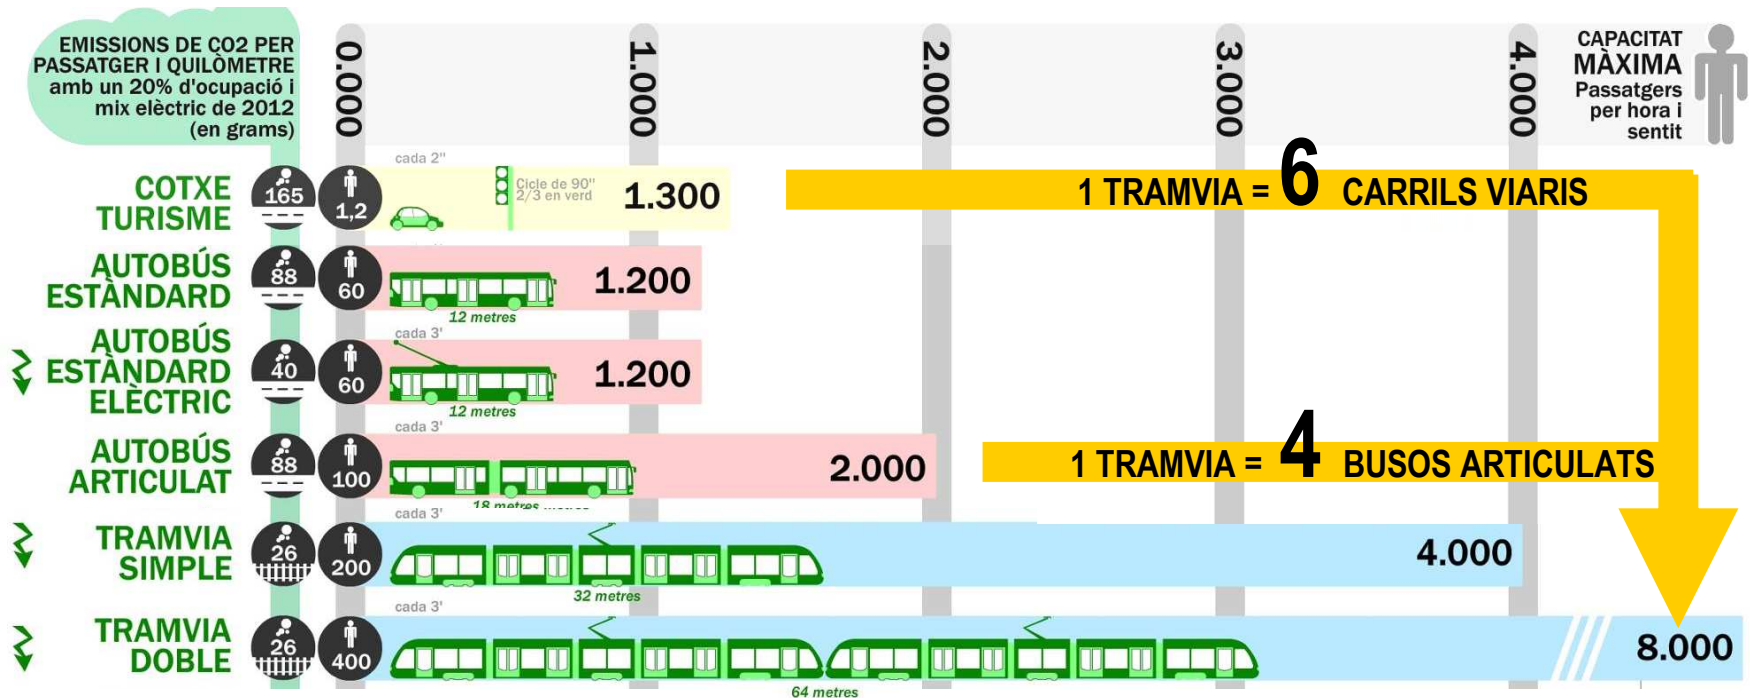 EMISSIONS DE CO2 PER
PASSATGER I QUILÒMETRE
amb un 20% d'ocupació i
mix elèctric de 2012
(en grams)
0.000
1.000
2.000
3.000
4.000
CAPACITAT
MÀXIMA
Passatgers
per hora i
sentit
COTXE
TURISME
165
1,2
cada 2"
Cicle de 90"
2/3 en verd
1.300
1 TRAMVIA = 6 CARRILS VIARIS
AUTOBÚS
ESTÀNDARD
88
60
12 metres
1.200
AUTOBÚS
ESTÀNDARD
ELÈCTRIC
40
60
cada 3'
12 metres
1.200
AUTOBÚS
ARTICULAT
88
100
cada 3'
18 metres
2.000
1 TRAMVIA = 4 BUSOS ARTICULATS
TRAMVIA
SIMPLE
26
200
cada 3'
32 metres
4.000
TRAMVIA
DOBLE
26
400
cada 3'
64 metres
8.000